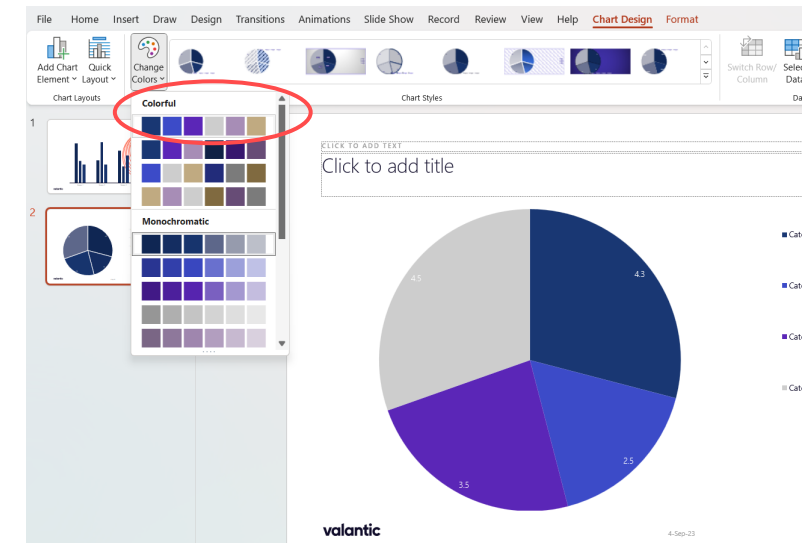 File Home Insert Draw Design Transitions Animations Slide Show Record Review View Help Chart Design Format
Add Chart Element
Quick Layout
Change Colors
Switch Row/ Column
Chart Layouts
Chart Styles
Colorful
Monochromatic
1
valantic
2
CLICK TO ADD TEXT
Click to add title
4.3
4.5
2.5
3.5
valantic
4-Sep-23